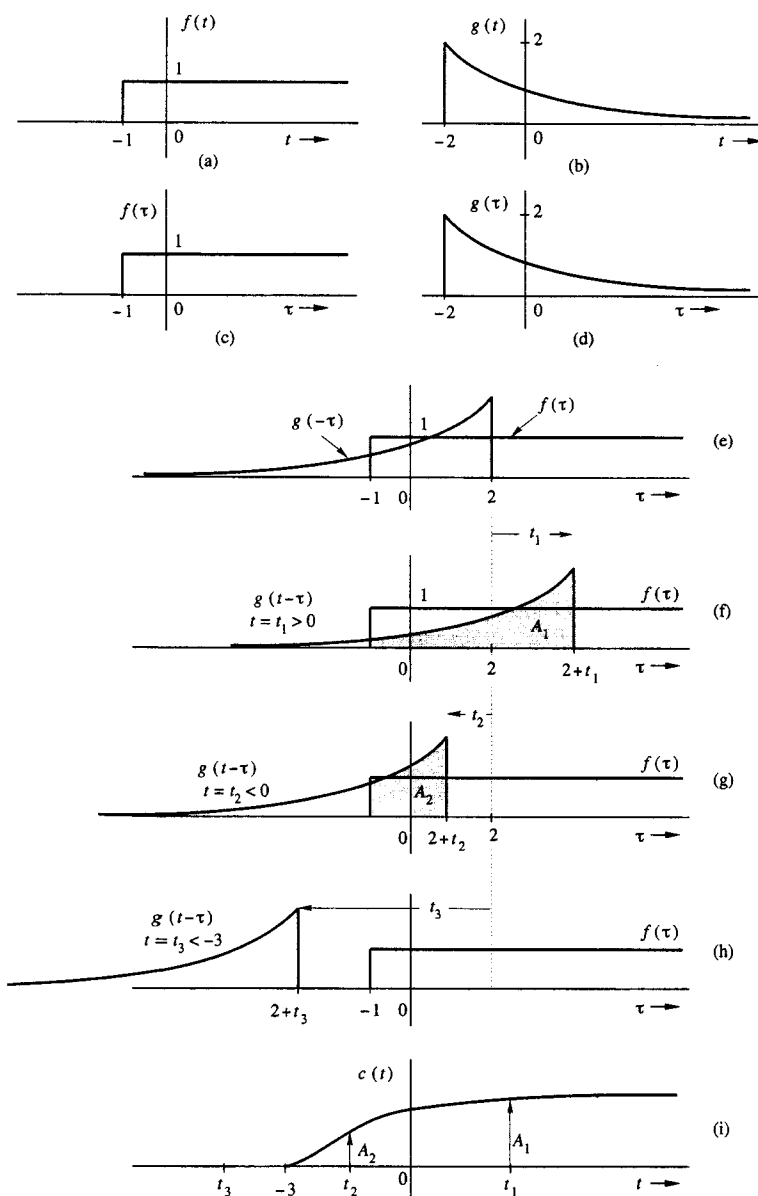 f(t)
1
-1
0
t
(a)
g(t)
2
-2
0
t
(b)
f(τ)
1
-1
0
τ
(c)
g(τ)
2
-2
0
τ
(d)
g(-τ)
1
f(τ)
(e)
-1
0
2
τ
t₁
g(t-τ)
t = t₁ > 0
1
f(τ)
(f)
A₁
0
2
2+t₁
τ
t₂
g(t-τ)
t = t₂ < 0
f(τ)
(g)
A₂
0
2+t₂
2
τ
g(t-τ)
t = t₃ < -3
t₃
f(τ)
(h)
2+t₃
-1
0
τ
c(t)
(i)
A₂
A₁
t₃
-3
t₂
0
t₁
t